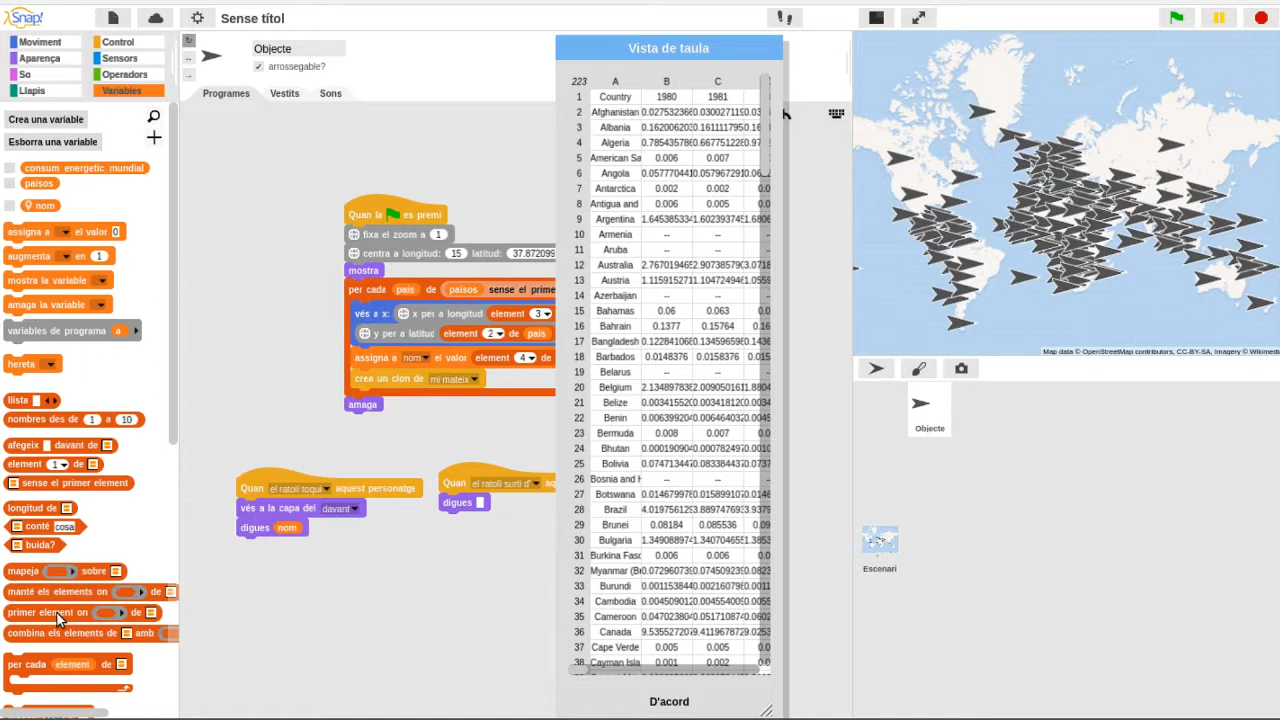 Snap!
Sense títol
Moviment
Control
Aparença
Sensors
So
Operadors
Llapis
Variables
Crea una variable
Esborra una variable
consum_energetic_mundial
països
nom
assigna a el valor 0
augmenta en 1
mostra la variable
amaga la variable
variables de programa a
hereta
llista
nombres des de 1 a 10
afegeix davant de
element 1 de
sense el primer element
longitud de
conté cosa
buida?
mapeja sobre
manté els elements on de
primer element on de
combina els elements de amb
per cada element de
Objecte
arrossegable?
Programes
Vestits
Sons
Quan la es premi
fixa el zoom a 1
centra a longitud: 15 latitud: 37.872099
mostra
per cada país de països sense el prime
vés a x: x per a longitud element 3
y per a latituc element 2 de país
assigna a nom el valor element 4 de
crea un clon de mi mateix
amaga
Quan el ratolí toqui aquest personatge
vés a la capa del davant
digues nom
Quan el ratolí surti d' aq
digues
Vista de taula
223 A B C
1 Country 1980 1981
2 Afghanistan
3 Albania
4 Algeria
5 American Sa 0.006 0.007
6 Angola
7 Antarctica 0.002 0.002
8 Antigua and 0.006 0.005
9 Argentina
10 Armenia -- --
11 Aruba -- --
12 Australia
13 Austria
14 Azerbaijan -- --
15 Bahamas 0.06 0.063
16 Bahrain 0.1377 0.15764
17 Bangladesh
18 Barbados 0.0148376 0.0158376
19 Belarus -- --
20 Belgium
21 Belize
22 Benin
23 Bermuda 0.008 0.007
24 Bhutan
25 Bolivia
26 Bosnia and H -- --
27 Botswana
28 Brazil
29 Brunei 0.08184 0.085536
30 Bulgaria
31 Burkina Faso 0.006 0.006
32 Myanmar (B
33 Burundi
34 Cambodia
35 Cameroon
36 Canada
37 Cape Verde 0.005 0.005
38 Cayman Isla 0.001 0.002
D'acord
Map data © OpenStreetMap contributors, CC-BY-SA, Imagery © Wikimed
Objecte
Escenari